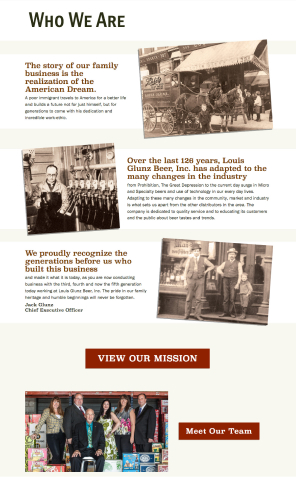 WHO WE ARE
The story of our family
business is the
realization of the
American Dream.
A poor immigrant travels to America for a better life
and builds a future not for just himself, but for
generations to come with his dedication and
incredible work ethic.
Over the last 126 years, Louis
Glunz Beer, Inc. has adapted to the
many changes in the industry
from Prohibition, The Great Depression to the current day surge in Micro
and Specialty beers and use of technology in our every day lives.
Adapting to these many changes in the community, market and industry
is what sets us apart from the other distributors in the area. The
company is dedicated to quality service and to educating its customers
and the public about beer tastes and trends.
We proudly recognize the
generations before us who
built this business
and made it what it is today, as you are now conducting
business with the third, fourth and now the fifth generation
today working at Louis Glunz Beer, Inc. The pride in our family
heritage and humble beginnings will never be forgotten.
Jack Glunz
Chief Executive Officer
VIEW OUR MISSION
Meet Our Team